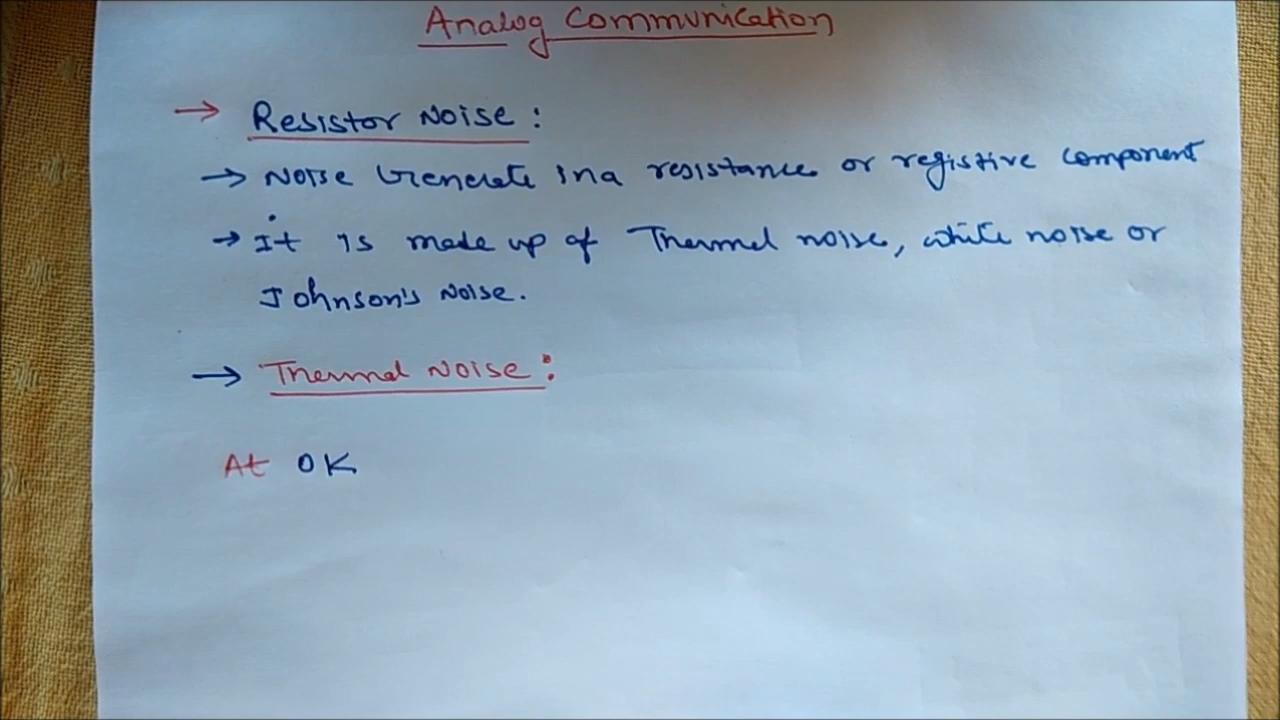 Analog Communication
→ Resistor Noise :
→ Noise Generate in a resistance or registive component
→ It is made up of Thermal noise, white noise or
Johnson's Noise.
→ Thermal Noise :
At 0K